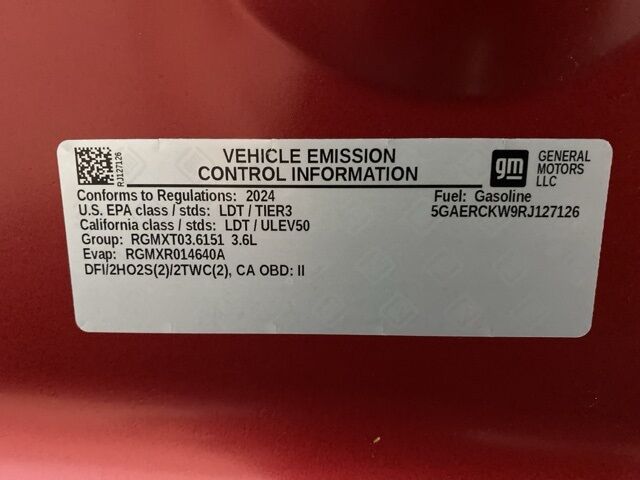 RJ127126
VEHICLE EMISSION
CONTROL INFORMATION
gm
GENERAL
MOTORS
LLC
Conforms to Regulations: 2024
Fuel: Gasoline
U.S. EPA class / stds: LDT / TIER3
5GAERCKW9RJ127126
California class / stds: LDT / ULEV50
Group: RGMXT03.6151 3.6L
Evap: RGMXR014640A
DFI/2HO2S(2)/2TWC(2), CA OBD: II